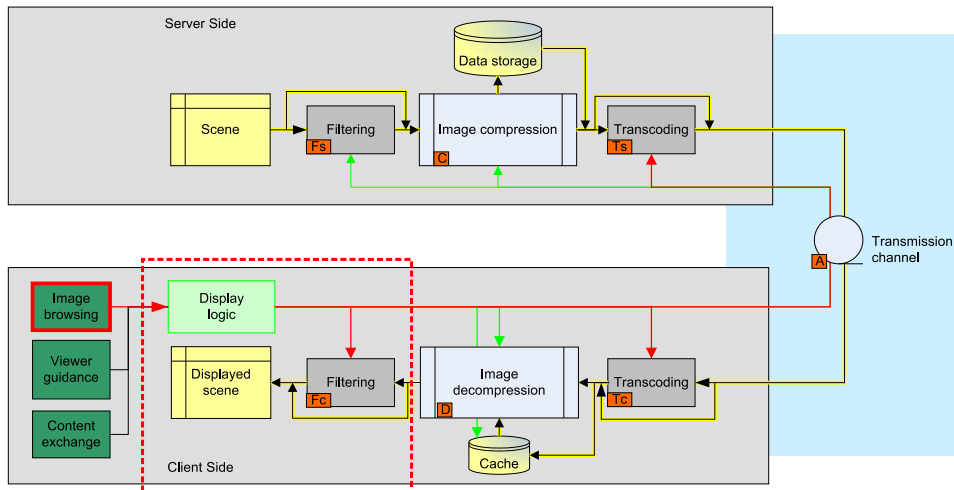 Server Side
Data storage
Scene
Filtering
Fs
Image compression
C
Transcoding
Ts
Transmission
channel
A
Image
browsing
Display
logic
Viewer
guidance
Displayed
scene
Filtering
Fc
Image
decompression
D
Transcoding
Tc
Content
exchange
Cache
Client Side